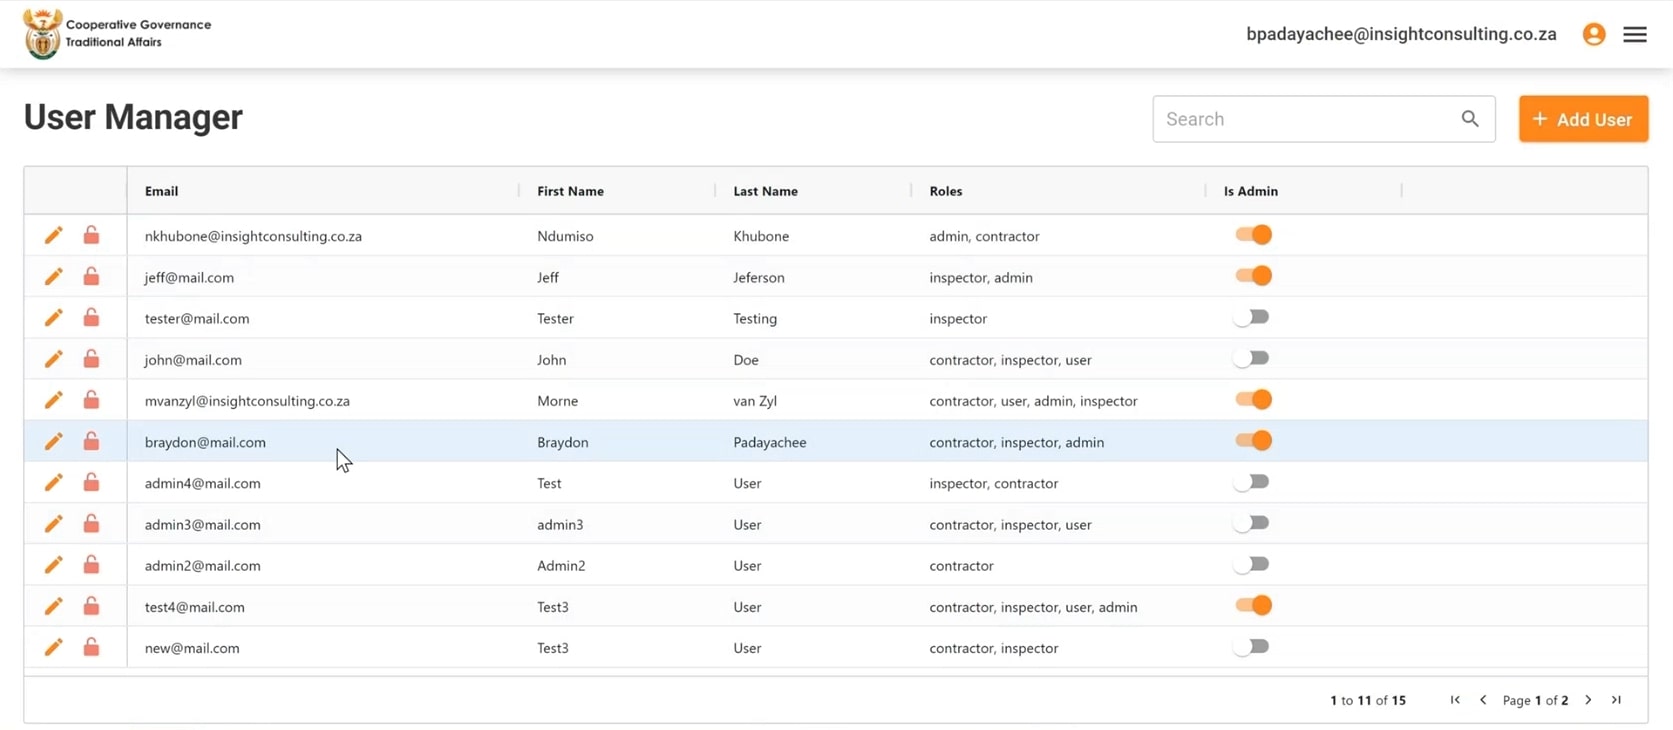 Cooperative Governance
Traditional Affairs
bpadayachee@insightconsulting.co.za
User Manager
Search
+ Add User
Email First Name Last Name Roles Is Admin
nkhubone@insightconsulting.co.za Ndumiso Khubone admin, contractor
jeff@mail.com Jeff Jeferson inspector, admin
tester@mail.com Tester Testing inspector
john@mail.com John Doe contractor, inspector, user
mvanzyl@insightconsulting.co.za Morne van Zyl contractor, user, admin, inspector
braydon@mail.com Braydon Padayachee contractor, inspector, admin
admin4@mail.com Test User inspector, contractor
admin3@mail.com admin3 User contractor, inspector, user
admin2@mail.com Admin2 User contractor
test4@mail.com Test3 User contractor, inspector, user, admin
new@mail.com Test3 User contractor, inspector
1 to 11 of 15 Page 1 of 2